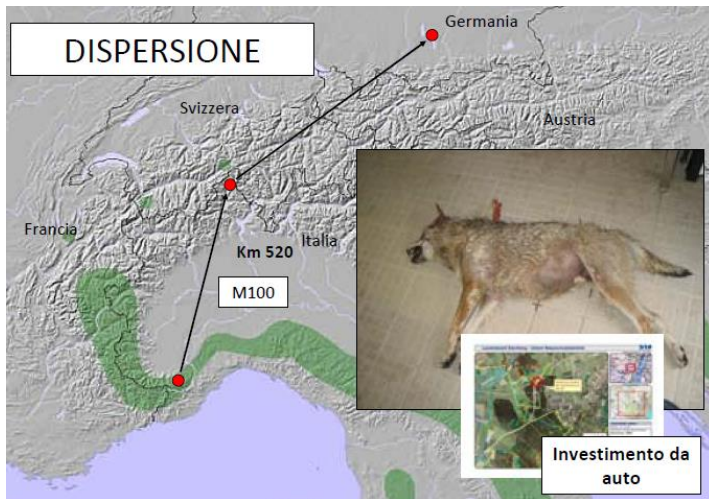 DISPERSIONE
Germania
Svizzera
Austria
Francia
Italia
Km 520
M100
Investimento da
auto